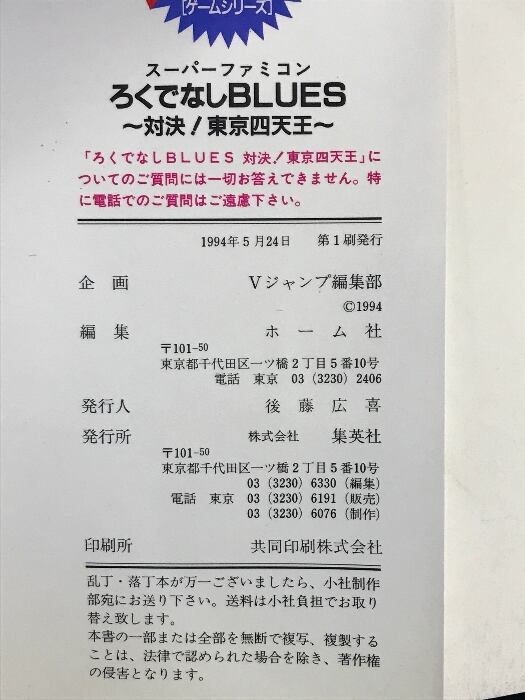 [ゲームシリーズ]
スーパーファミコン
ろくでなしBLUES
〜対決!東京四天王〜
「ろくでなしBLUES 対決!東京四天王」に
ついてのご質問には一切お答えできません。特
に電話でのご質問はご遠慮下さい。
1994年5月24日 第1刷発行
企画 Vジャンプ編集部
©1994
編集 ホーム社
〒101-50
東京都千代田区一ツ橋2丁目5番10号
電話 東京 03(3230)2406
発行人 後藤広喜
発行所 株式会社 集英社
〒101-50
東京都千代田区一ツ橋2丁目5番10号
03(3230)6330(編集)
電話 東京 03(3230)6191(販売)
03(3230)6076(制作)
印刷所 共同印刷株式会社
乱丁・落丁本が万一ございましたら、小社制作
部宛にお送り下さい。送料は小社負担でお取り
替え致します。
本書の一部または全部を無断で複写、複製する
ことは、法律で認められた場合を除き、著作権
の侵害となります。